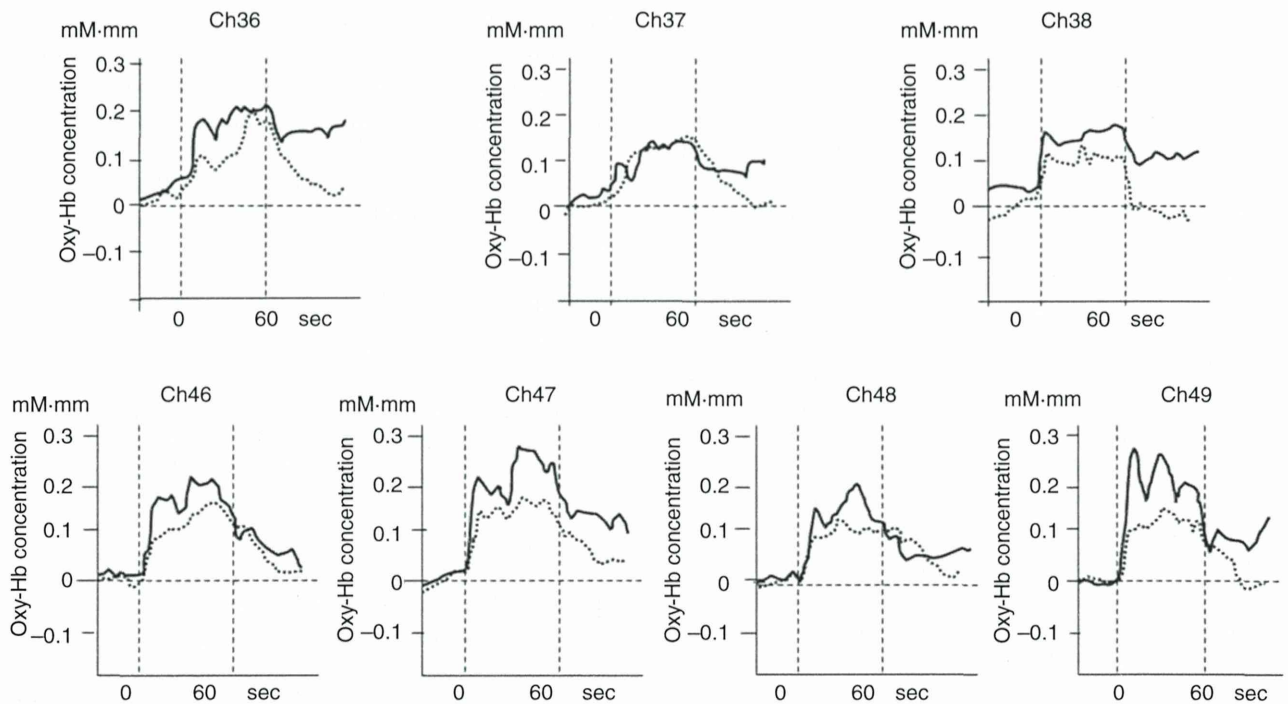 Ch36
mM·mm
Oxy-Hb concentration
0.3
0.2
0.1
0
–0.1
0 60 sec
Ch37
mM·mm
Oxy-Hb concentration
0.3
0.2
0.1
0
–0.1
0 60 sec
Ch38
mM·mm
Oxy-Hb concentration
0.3
0.2
0.1
0
–0.1
0 60 sec
Ch46
mM·mm
Oxy-Hb concentration
0.3
0.2
0.1
0
–0.1
0 60 sec
Ch47
mM·mm
Oxy-Hb concentration
0.3
0.2
0.1
0
–0.1
0 60 sec
Ch48
mM·mm
Oxy-Hb concentration
0.3
0.2
0.1
0
–0.1
0 60 sec
Ch49
mM·mm
Oxy-Hb concentration
0.3
0.2
0.1
0
–0.1
0 60 sec